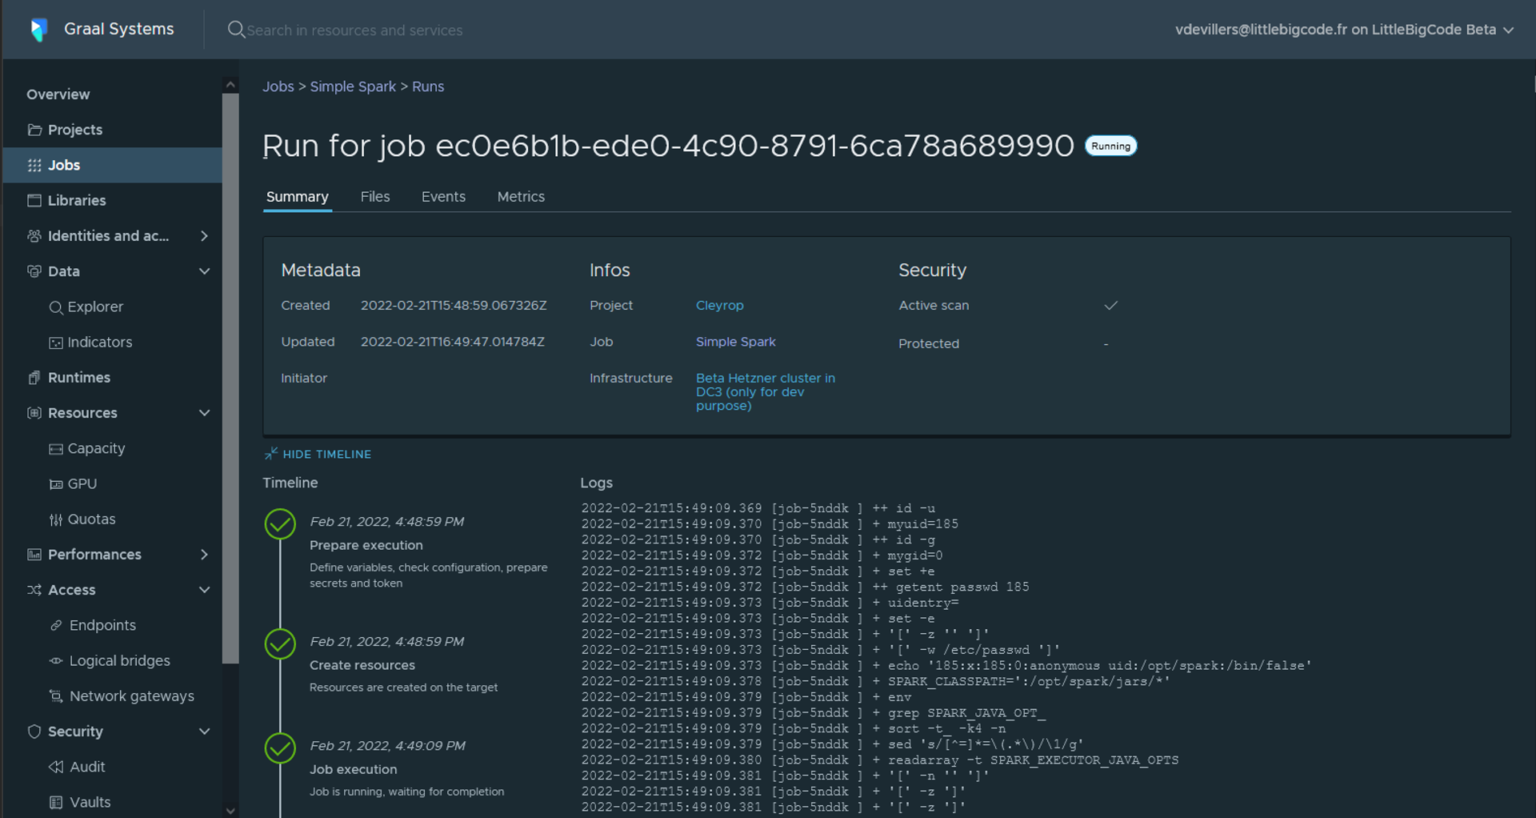 Graal Systems
Search in resources and services
vdevillers@littlebigcode.fr on LittleBigCode Beta
Overview
Projects
Jobs
Libraries
Identities and ac...
Data
Explorer
Indicators
Runtimes
Resources
Capacity
GPU
Quotas
Performances
Access
Endpoints
Logical bridges
Network gateways
Security
Audit
Vaults
Jobs > Simple Spark > Runs
Run for job ec0e6b1b-ede0-4c90-8791-6ca78a689990 Running
Summary Files Events Metrics
Metadata
Created 2022-02-21T15:48:59.067326Z
Updated 2022-02-21T16:49:47.014784Z
Initiator
Infos
Project Cleyrop
Job Simple Spark
Infrastructure Beta Hetzner cluster in
DC3 (only for dev
purpose)
Security
Active scan
Protected -
HIDE TIMELINE
Timeline
Feb 21, 2022, 4:48:59 PM
Prepare execution
Define variables, check configuration, prepare
secrets and token
Feb 21, 2022, 4:48:59 PM
Create resources
Resources are created on the target
Feb 21, 2022, 4:49:09 PM
Job execution
Job is running, waiting for completion
Logs
2022-02-21T15:49:09.369 [job-5nddk ] ++ id -u
2022-02-21T15:49:09.370 [job-5nddk ] + myuid=185
2022-02-21T15:49:09.370 [job-5nddk ] ++ id -g
2022-02-21T15:49:09.372 [job-5nddk ] + mygid=0
2022-02-21T15:49:09.372 [job-5nddk ] + set +e
2022-02-21T15:49:09.372 [job-5nddk ] ++ getent passwd 185
2022-02-21T15:49:09.373 [job-5nddk ] + uidentry=
2022-02-21T15:49:09.373 [job-5nddk ] + set -e
2022-02-21T15:49:09.373 [job-5nddk ] + '[' -z '' ']'
2022-02-21T15:49:09.373 [job-5nddk ] + '[' -w /etc/passwd ']'
2022-02-21T15:49:09.373 [job-5nddk ] + echo '185:x:185:0:anonymous uid:/opt/spark:/bin/false'
2022-02-21T15:49:09.378 [job-5nddk ] + SPARK_CLASSPATH=':/opt/spark/jars/*'
2022-02-21T15:49:09.379 [job-5nddk ] + env
2022-02-21T15:49:09.379 [job-5nddk ] + grep SPARK_JAVA_OPT_
2022-02-21T15:49:09.379 [job-5nddk ] + sort -t_ -k4 -n
2022-02-21T15:49:09.379 [job-5nddk ] + sed 's/[^=]*=\(.*\)/\1/g'
2022-02-21T15:49:09.380 [job-5nddk ] + readarray -t SPARK_EXECUTOR_JAVA_OPTS
2022-02-21T15:49:09.381 [job-5nddk ] + '[' -n '' ']'
2022-02-21T15:49:09.381 [job-5nddk ] + '[' -z ']'
2022-02-21T15:49:09.381 [job-5nddk ] + '[' -z ']'